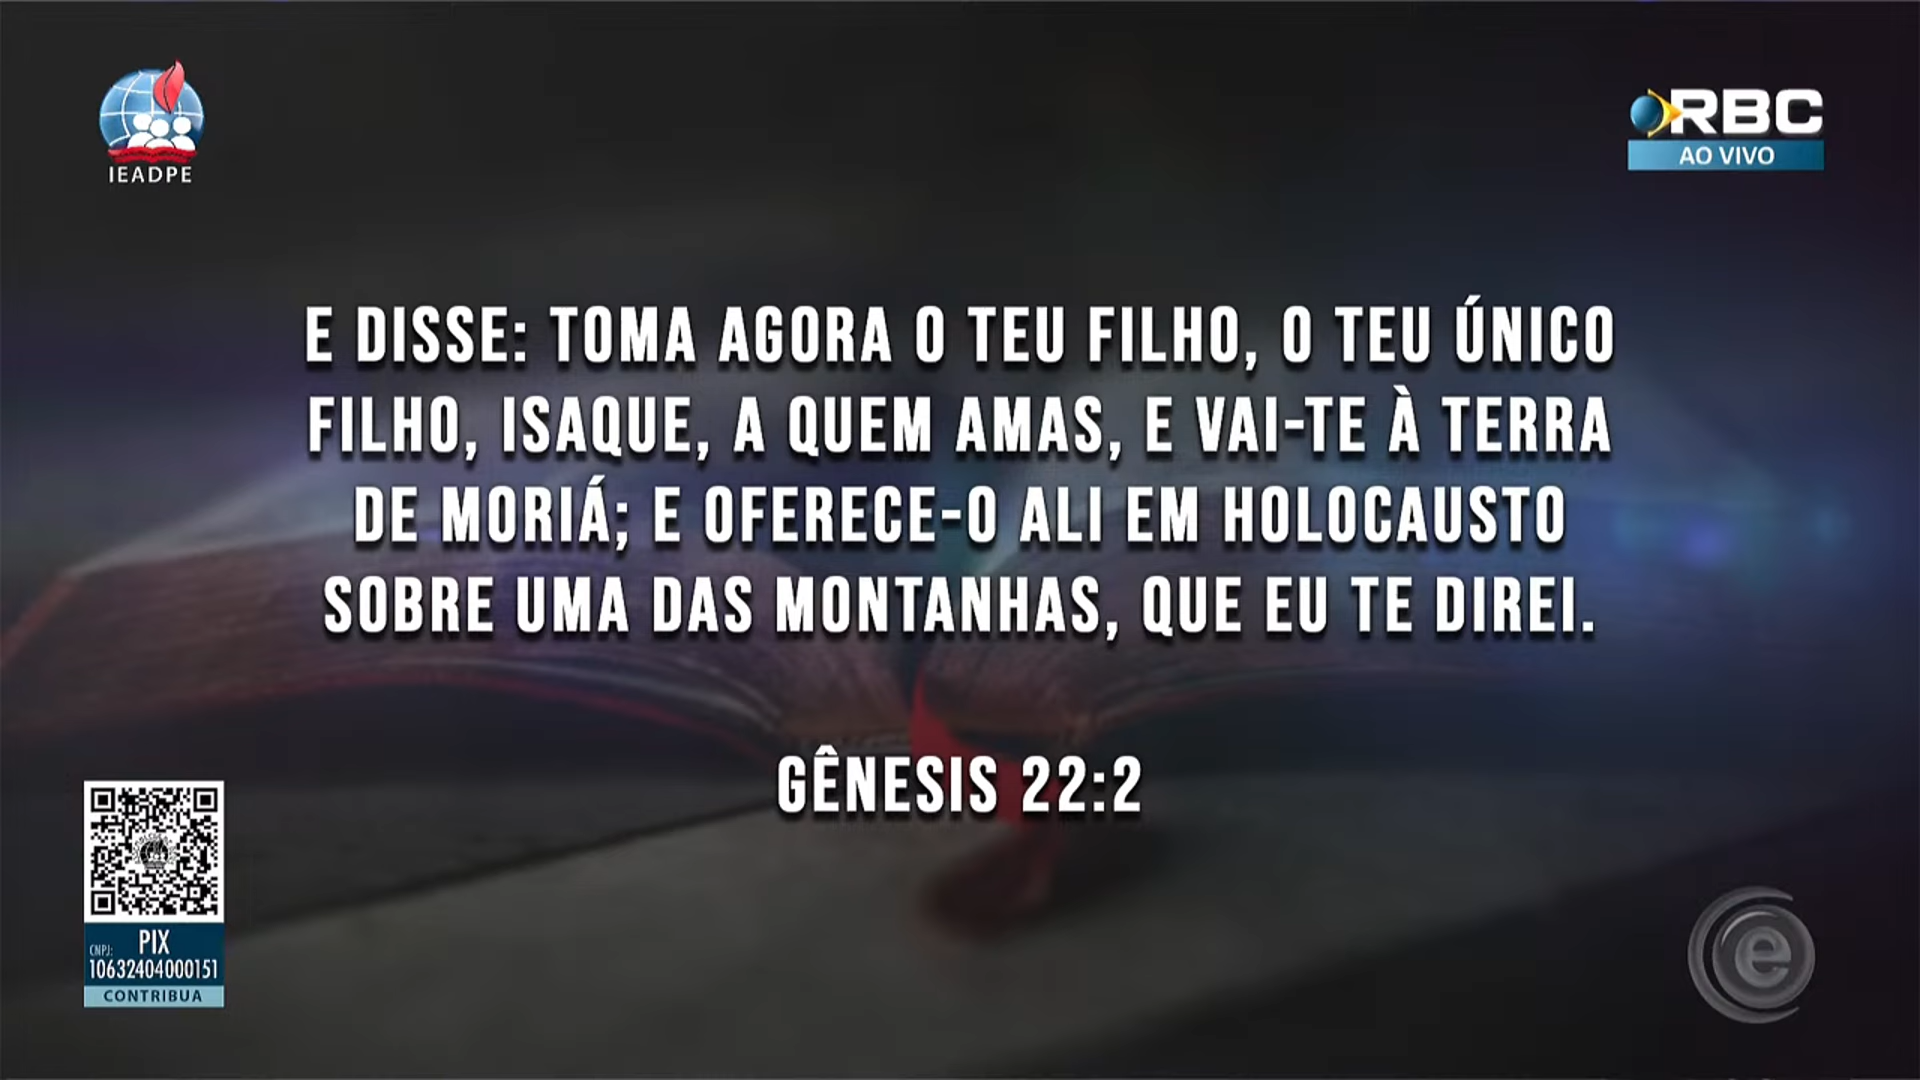 IEADPE
RBC
AO VIVO
E DISSE: TOMA AGORA O TEU FILHO, O TEU ÚNICO
FILHO, ISAQUE, A QUEM AMAS, E VAI-TE À TERRA
DE MORIÁ; E OFERECE-O ALI EM HOLOCAUSTO
SOBRE UMA DAS MONTANHAS, QUE EU TE DIREI.
GÊNESIS 22:2
PIX
CNPJ:
10632404000151
CONTRIBUA
e